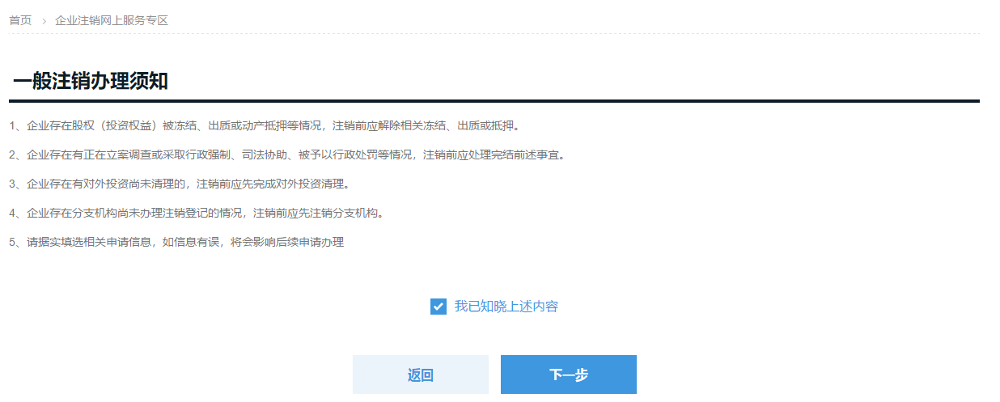 首页 > 企业注销网上服务专区
一般注销办理须知
1、企业存在股权（投资权益）被冻结、出质或动产抵押等情况，注销前应解除相关冻结、出质或抵押。
2、企业存在有正在立案调查或采取行政强制、司法协助、被予以行政处罚等情况，注销前应处理完结前述事宜。
3、企业存在有对外投资尚未清理的，注销前应先完成对外投资清理。
4、企业存在分支机构尚未办理注销登记的情况，注销前应先注销分支机构。
5、请据实填选相关申请信息，如信息有误，将会影响后续申请办理
我已知晓上述内容
返回 下一步